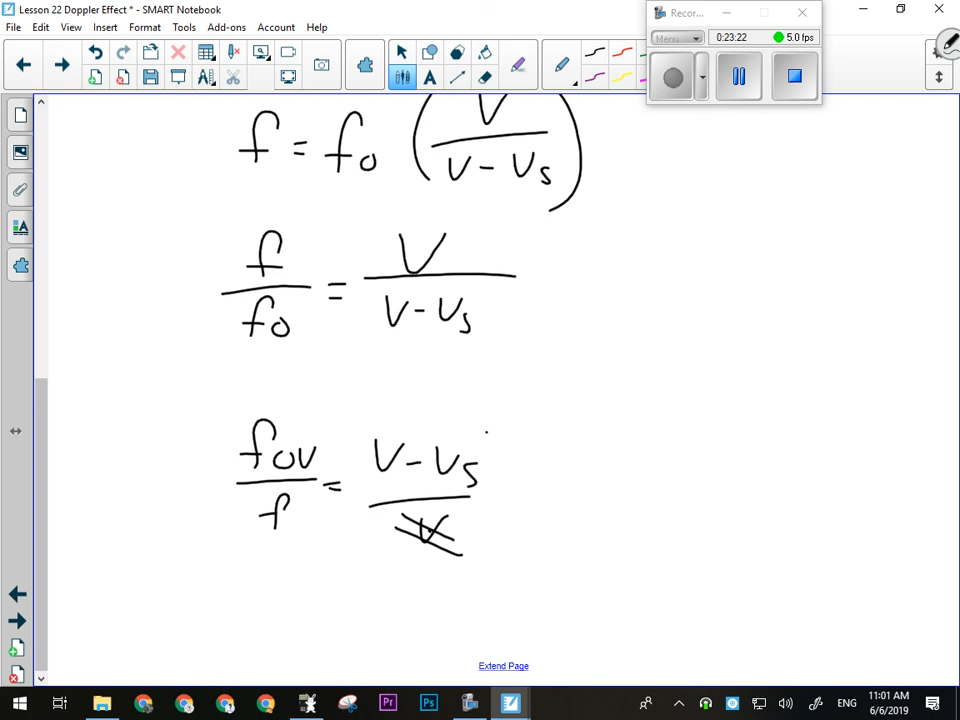 Lesson 22 Doppler Effect * - SMART Notebook
Recor...
File Edit View Insert Format Tools Add-ons Account Help
Menu
0:23:22
5.0 fps
f = fo ( V / V - Vs )
f / fo = V / V - Vs
fov / f = V - Vs / V
Extend Page
ENG
11:01 AM
6/6/2019